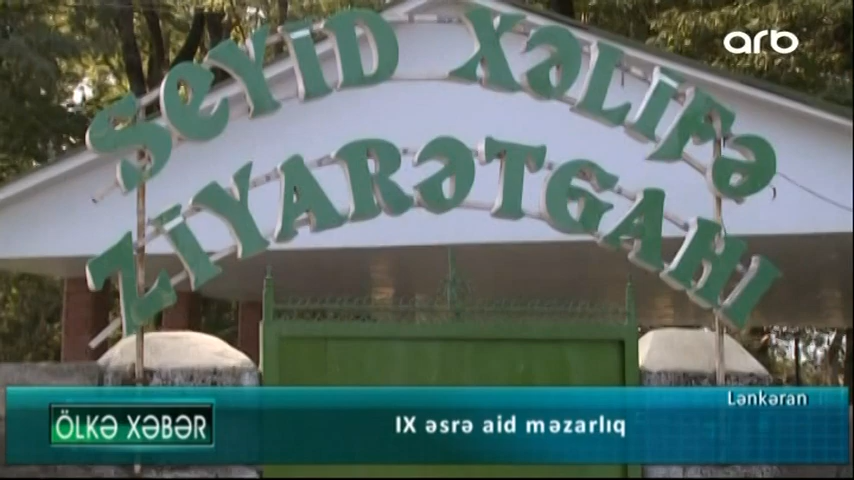 arb
SEYİD XƏLİFƏ
ZİYARƏTGAHI
Lənkəran
ÖLKƏ XƏBƏR
IX əsrə aid məzarlıq